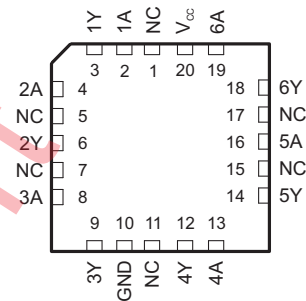 1Y 1A NC VCC 6A
3 2 1 20 19
2A 4 18 6Y
NC 5 17 NC
2Y 6 16 5A
NC 7 15 NC
3A 8 14 5Y
9 10 11 12 13
3Y GND NC 4Y 4A